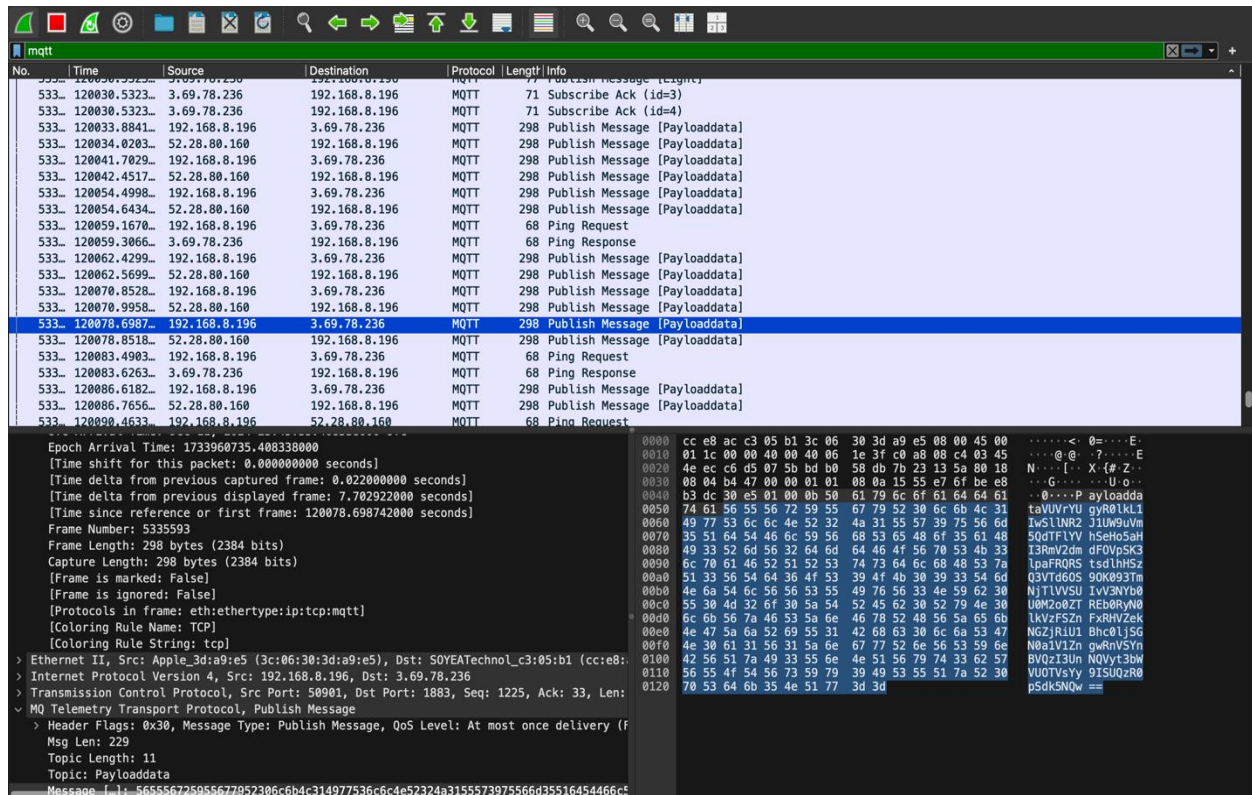 mqtt
No. Time Source Destination Protocol Length Info
533… 120030.5323… 3.69.78.236 192.168.8.196 MQTT 71 Subscribe Ack (id=3)
533… 120030.5323… 3.69.78.236 192.168.8.196 MQTT 71 Subscribe Ack (id=4)
533… 120033.8841… 192.168.8.196 3.69.78.236 MQTT 298 Publish Message [Payloaddata]
533… 120034.0203… 52.28.80.160 192.168.8.196 MQTT 298 Publish Message [Payloaddata]
533… 120041.7029… 192.168.8.196 3.69.78.236 MQTT 298 Publish Message [Payloaddata]
533… 120042.4517… 52.28.80.160 192.168.8.196 MQTT 298 Publish Message [Payloaddata]
533… 120054.4998… 192.168.8.196 3.69.78.236 MQTT 298 Publish Message [Payloaddata]
533… 120054.6434… 52.28.80.160 192.168.8.196 MQTT 298 Publish Message [Payloaddata]
533… 120059.1670… 192.168.8.196 3.69.78.236 MQTT 68 Ping Request
533… 120059.3066… 3.69.78.236 192.168.8.196 MQTT 68 Ping Response
533… 120062.4299… 192.168.8.196 3.69.78.236 MQTT 298 Publish Message [Payloaddata]
533… 120062.5699… 52.28.80.160 192.168.8.196 MQTT 298 Publish Message [Payloaddata]
533… 120070.8528… 192.168.8.196 3.69.78.236 MQTT 298 Publish Message [Payloaddata]
533… 120070.9958… 52.28.80.160 192.168.8.196 MQTT 298 Publish Message [Payloaddata]
533… 120078.6987… 192.168.8.196 3.69.78.236 MQTT 298 Publish Message [Payloaddata]
533… 120078.8518… 52.28.80.160 192.168.8.196 MQTT 298 Publish Message [Payloaddata]
533… 120083.4903… 192.168.8.196 3.69.78.236 MQTT 68 Ping Request
533… 120083.6263… 3.69.78.236 192.168.8.196 MQTT 68 Ping Response
533… 120086.6182… 192.168.8.196 3.69.78.236 MQTT 298 Publish Message [Payloaddata]
533… 120086.7656… 52.28.80.160 192.168.8.196 MQTT 298 Publish Message [Payloaddata]
533… 120090.4633… 192.168.8.196 52.28.80.160 MQTT 68 Ping Request
Epoch Arrival Time: 1733960735.408338000
[Time shift for this packet: 0.000000000 seconds]
[Time delta from previous captured frame: 0.022000000 seconds]
[Time delta from previous displayed frame: 7.702922000 seconds]
[Time since reference or first frame: 120078.698742000 seconds]
Frame Number: 5335593
Frame Length: 298 bytes (2384 bits)
Capture Length: 298 bytes (2384 bits)
[Frame is marked: False]
[Frame is ignored: False]
[Protocols in frame: eth:ethertype:ip:tcp:mqtt]
[Coloring Rule Name: TCP]
[Coloring Rule String: tcp]
Ethernet II, Src: Apple_3d:a9:e5 (3c:06:30:3d:a9:e5), Dst: SOYEATechnol_c3:05:b1 (cc:e8:
Internet Protocol Version 4, Src: 192.168.8.196, Dst: 3.69.78.236
Transmission Control Protocol, Src Port: 50901, Dst Port: 1883, Seq: 1225, Ack: 33, Len:
MQ Telemetry Transport Protocol, Publish Message
Header Flags: 0x30, Message Type: Publish Message, QoS Level: At most once delivery (F
Msg Len: 229
Topic Length: 11
Topic: Payloaddata
0000 cc e8 ac c3 05 b1 3c 06 30 3d a9 e5 08 00 45 00 ······<· 0=····E·
0010 01 1c 00 00 40 00 40 06 1e 3f c0 a8 08 c4 03 45 ····@·@· ·?·····E
0020 4e ec c6 d5 07 5b bd b0 58 db 7b 23 13 5a 80 18 N····[·· X·{#·Z··
0030 08 04 b4 47 00 00 01 01 08 0a 15 55 e7 6f be e8 ···G···· ···U·o··
0040 b3 dc 30 e5 01 00 0b 50 61 79 6c 6f 61 64 64 61 ··0····P ayloadda
0050 74 61 56 55 56 72 59 55 67 79 52 30 6c 6b 4c 31 taVUVrYU gyR0lkL1
0060 49 77 53 6c 6c 4e 52 32 4a 31 55 57 39 75 56 6d IwSllNR2 J1UW9uVm
0070 35 51 64 54 46 6c 59 56 68 53 65 48 6f 35 61 48 5QdTFlYV hSeHo5aH
0080 49 33 52 6d 56 32 64 6d 64 46 4f 56 70 53 4b 33 I3RmV2dm dFOVpSK3
0090 6c 70 61 46 52 51 52 53 74 73 64 6c 68 48 53 7a lpaFRQRS tsdlhHSz
00a0 51 33 56 54 64 36 4f 53 39 4f 4b 30 39 33 54 6d Q3VTd6OS 9OK093Tm
00b0 4e 6a 54 6c 56 56 53 55 49 76 56 33 4e 59 62 30 NjTlVVSU IvV3NYb0
00c0 55 30 4d 32 6f 30 5a 54 52 45 62 30 52 79 4e 30 U0M2o0ZT REb0RyN0
00d0 6c 6b 56 7a 46 53 5a 6e 46 78 52 48 56 5a 65 6b lkVzFSZn FxRHVZek
00e0 4e 47 5a 6a 52 69 55 31 42 68 63 30 6c 6a 53 47 NGZjRiU1 Bhc0ljSG
00f0 4e 30 61 31 56 31 5a 6e 67 77 52 6e 56 53 59 6e N0a1V1Zn gwRnVSYn
0100 42 56 51 7a 49 33 55 6e 4e 51 56 79 74 33 62 57 BVQzI3Un NQVyt3bW
0110 56 55 4f 54 56 73 59 79 39 49 53 55 51 7a 52 30 VUOTVsYy 9ISUQzR0
0120 70 53 64 6b 35 4e 51 77 3d 3d pSdk5NQw ==